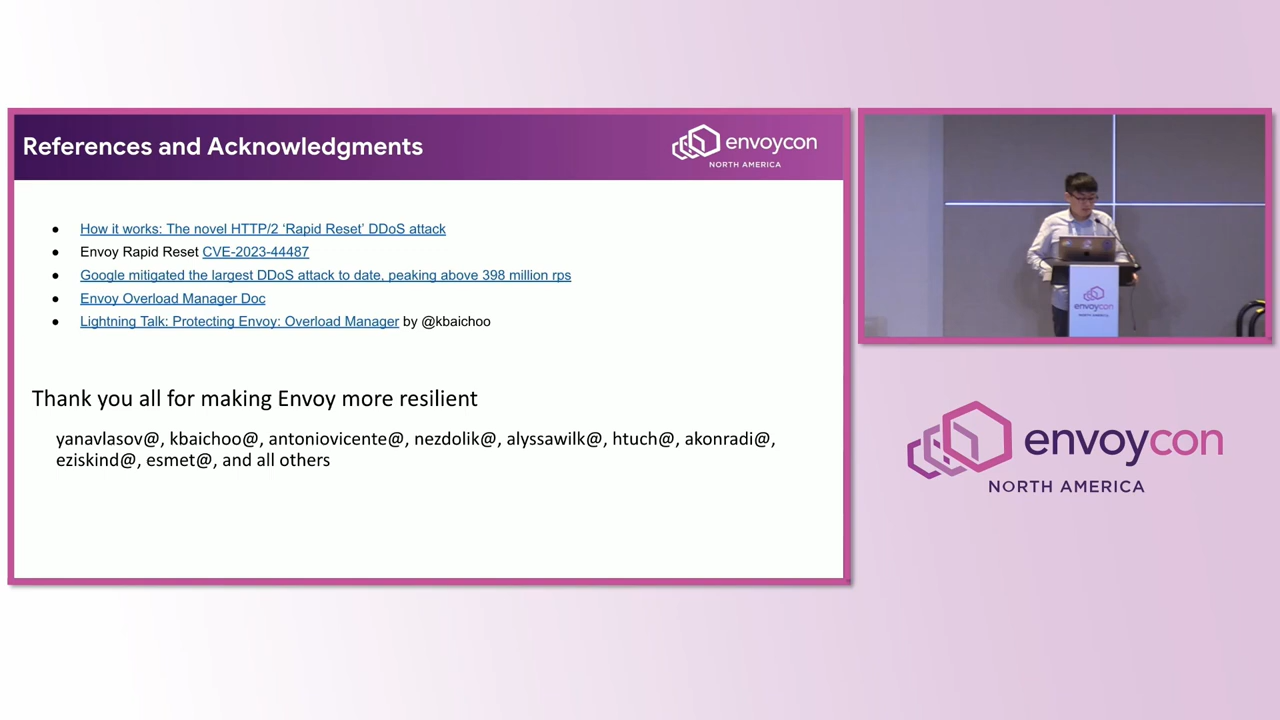 References and Acknowledgments
envoycon
NORTH AMERICA
How it works: The novel HTTP/2 ‘Rapid Reset’ DDoS attack
Envoy Rapid Reset CVE-2023-44487
Google mitigated the largest DDoS attack to date, peaking above 398 million rps
Envoy Overload Manager Doc
Lightning Talk: Protecting Envoy: Overload Manager by @kbaichoo
Thank you all for making Envoy more resilient
yanavlasov@, kbaichoo@, antoniovicente@, nezdolik@, alyssawilk@, htuch@, akonradi@,
eziskind@, esmet@, and all others
envoycon
NORTH AMERICA
envoycon
NORTH AMERICA